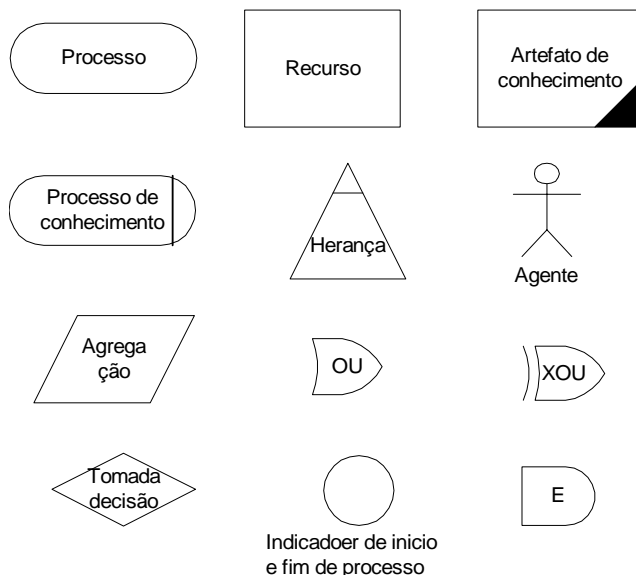 Processo
Recurso
Artefato de
conhecimento
Processo de
conhecimento
Herança
Agente
Agrega
ção
OU
XOU
Tomada
decisão
E
Indicadoer de inicio
e fim de processo